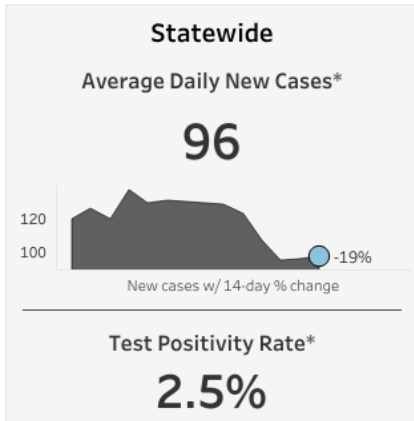 Statewide
Average Daily New Cases*
96
120
100
-19%
New cases w/ 14-day % change
Test Positivity Rate*
2.5%